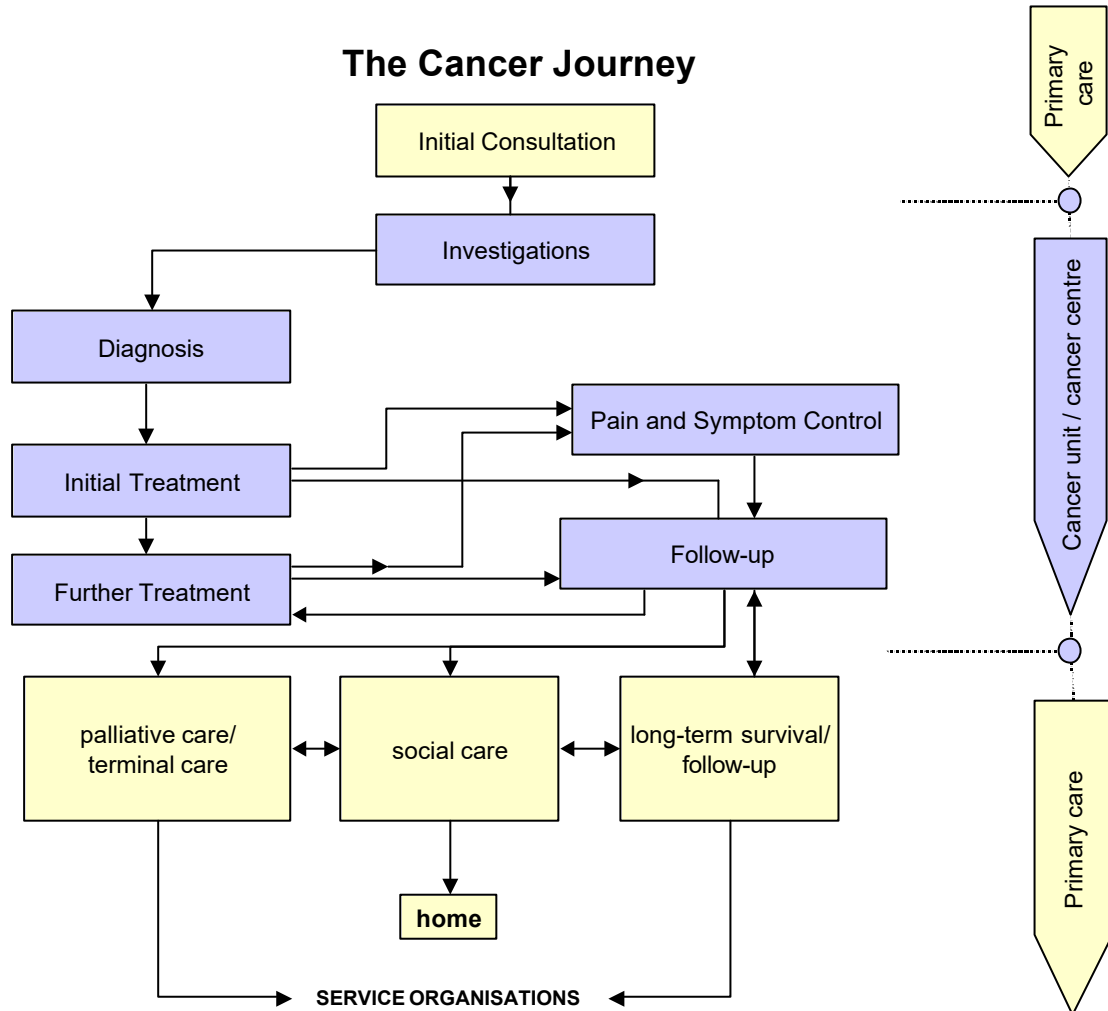 The Cancer Journey
Primary
care
Initial Consultation
Investigations
Cancer unit / cancer centre
Diagnosis
Pain and Symptom Control
Initial Treatment
Follow-up
Further Treatment
palliative care/
terminal care
social care
long-term survival/
follow-up
Primary care
home
SERVICE ORGANISATIONS